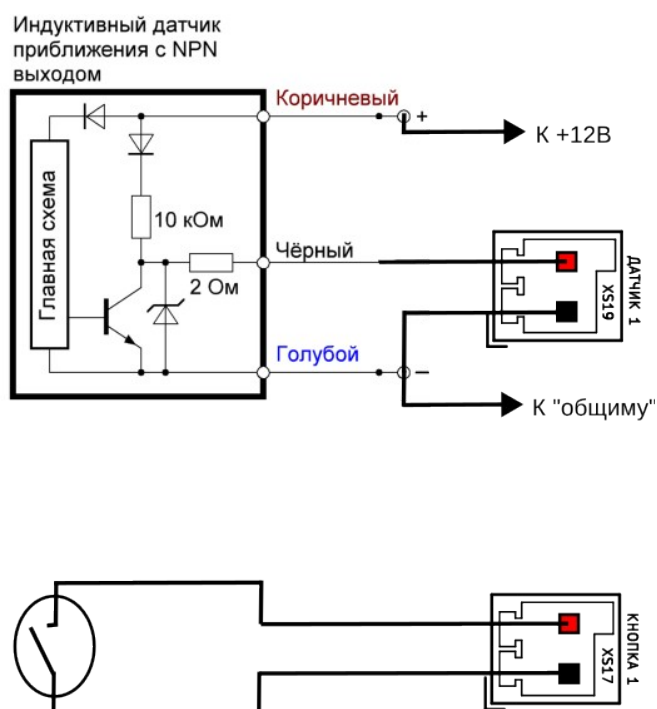 Индуктивный датчик
приближения с NPN
выходом
Коричневый
+
К +12В
Главная схема
10 кОм
Чёрный
2 Ом
ДАТЧИК 1
XS19
Голубой
−
К "общиму"
КНОПКА 1
XS17